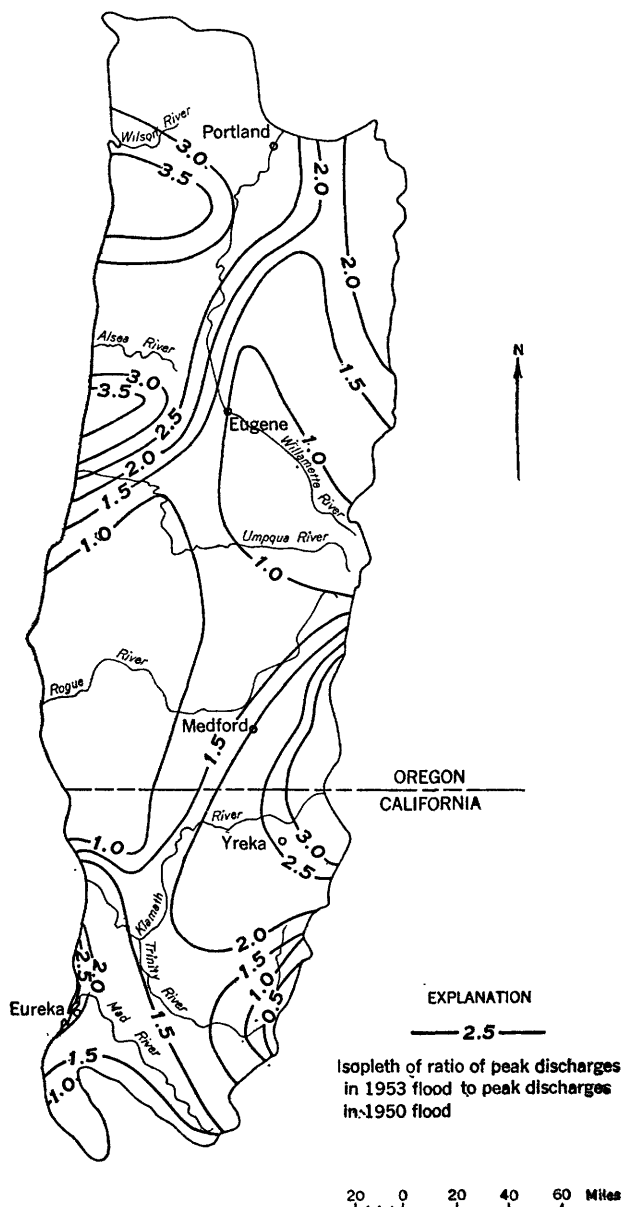 Wilson River
Portland
3.0
3.5
2.0
2.0
Alsea River
3.0
3.5
2.5
2.0
1.5
1.0
1.5
Eugene
1.0
Willamette River
Umpqua River
1.0
Rogue River
Medford
1.5
OREGON
CALIFORNIA
River
Yreka
3.0
2.5
1.0
Klamath
Trinity River
2.0
1.5
1.0
0.5
2.5
2.0
Eureka
Mad River
1.5
1.5
1.0
N
EXPLANATION
2.5
Isopleth of ratio of peak discharges
in 1953 flood to peak discharges
in 1950 flood
20 0 20 40 60 Miles